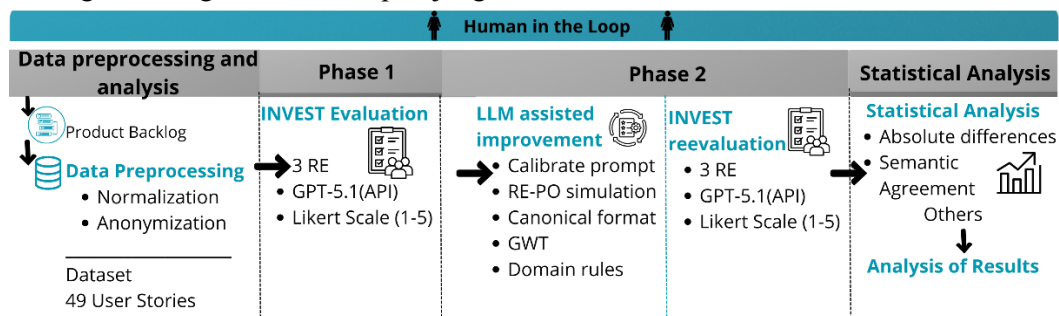 Human in the Loop
Data preprocessing and
analysis
Product Backlog
Data Preprocessing
• Normalization
• Anonymization
Dataset
49 User Stories
Phase 1
INVEST Evaluation
• 3 RE
• GPT-5.1(API)
• Likert Scale (1-5)
Phase 2
LLM assisted
improvement
• Calibrate prompt
• RE-PO simulation
• Canonical format
• GWT
• Domain rules
INVEST
reevaluation
• 3 RE
• GPT-5.1(API)
• Likert Scale (1-5)
Statistical Analysis
Statistical Analysis
• Absolute differences
• Semantic
Agreement
Others
Analysis of Results